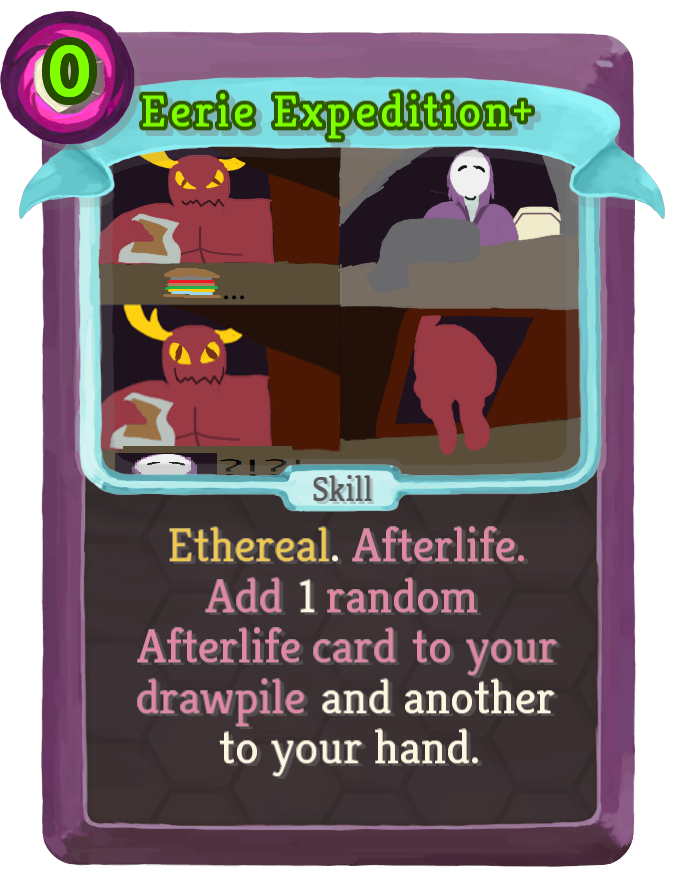 0
Eerie Expedition+
...
?!?!
Skill
Ethereal. Afterlife.
Add 1 random
Afterlife card to your
drawpile and another
to your hand.